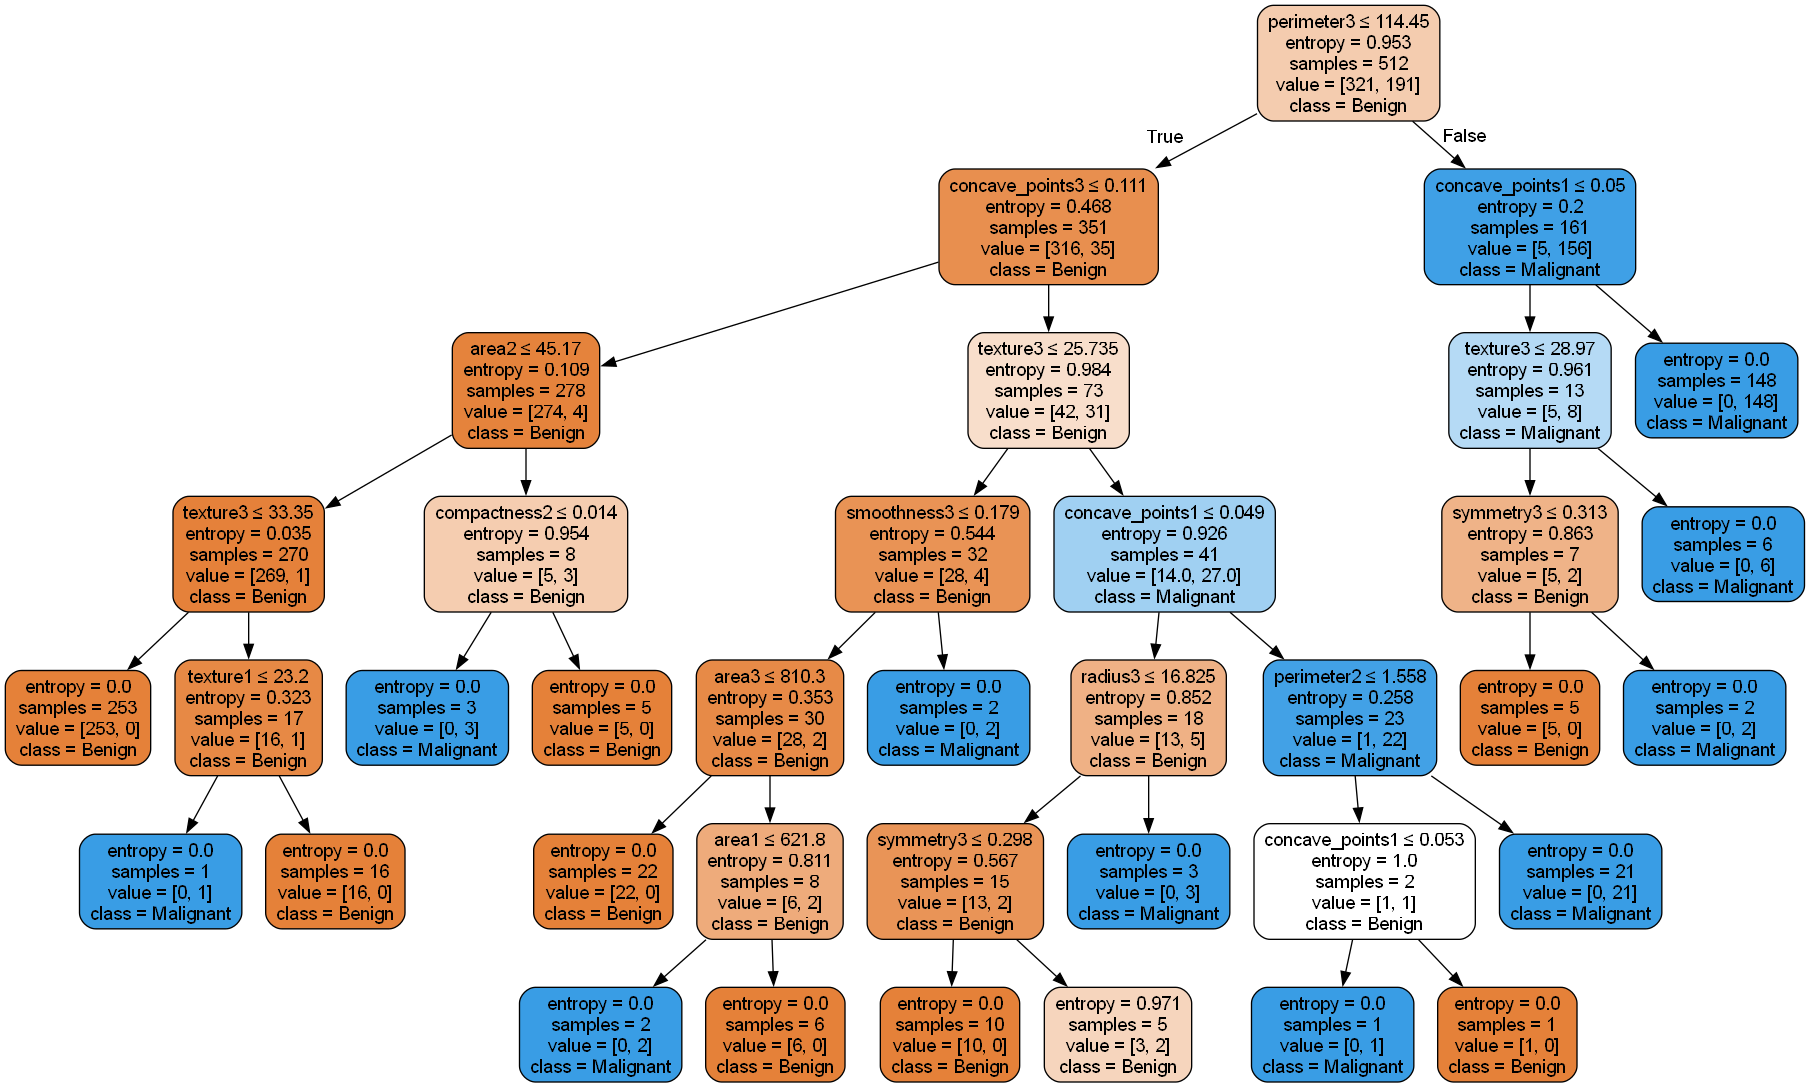 perimeter3 ≤ 114.45
entropy = 0.953
samples = 512
value = [321, 191]
class = Benign
True
False
concave_points3 ≤ 0.111
entropy = 0.468
samples = 351
value = [316, 35]
class = Benign
concave_points1 ≤ 0.05
entropy = 0.2
samples = 161
value = [5, 156]
class = Malignant
area2 ≤ 45.17
entropy = 0.109
samples = 278
value = [274, 4]
class = Benign
texture3 ≤ 25.735
entropy = 0.984
samples = 73
value = [42, 31]
class = Benign
texture3 ≤ 28.97
entropy = 0.961
samples = 13
value = [5, 8]
class = Malignant
entropy = 0.0
samples = 148
value = [0, 148]
class = Malignant
texture3 ≤ 33.35
entropy = 0.035
samples = 270
value = [269, 1]
class = Benign
compactness2 ≤ 0.014
entropy = 0.954
samples = 8
value = [5, 3]
class = Benign
smoothness3 ≤ 0.179
entropy = 0.544
samples = 32
value = [28, 4]
class = Benign
concave_points1 ≤ 0.049
entropy = 0.926
samples = 41
value = [14.0, 27.0]
class = Malignant
symmetry3 ≤ 0.313
entropy = 0.863
samples = 7
value = [5, 2]
class = Benign
entropy = 0.0
samples = 6
value = [0, 6]
class = Malignant
entropy = 0.0
samples = 253
value = [253, 0]
class = Benign
texture1 ≤ 23.2
entropy = 0.323
samples = 17
value = [16, 1]
class = Benign
entropy = 0.0
samples = 3
value = [0, 3]
class = Malignant
entropy = 0.0
samples = 5
value = [5, 0]
class = Benign
area3 ≤ 810.3
entropy = 0.353
samples = 30
value = [28, 2]
class = Benign
entropy = 0.0
samples = 2
value = [0, 2]
class = Malignant
radius3 ≤ 16.825
entropy = 0.852
samples = 18
value = [13, 5]
class = Benign
perimeter2 ≤ 1.558
entropy = 0.258
samples = 23
value = [1, 22]
class = Malignant
entropy = 0.0
samples = 5
value = [5, 0]
class = Benign
entropy = 0.0
samples = 2
value = [0, 2]
class = Malignant
entropy = 0.0
samples = 1
value = [0, 1]
class = Malignant
entropy = 0.0
samples = 16
value = [16, 0]
class = Benign
entropy = 0.0
samples = 22
value = [22, 0]
class = Benign
area1 ≤ 621.8
entropy = 0.811
samples = 8
value = [6, 2]
class = Benign
symmetry3 ≤ 0.298
entropy = 0.567
samples = 15
value = [13, 2]
class = Benign
entropy = 0.0
samples = 3
value = [0, 3]
class = Malignant
concave_points1 ≤ 0.053
entropy = 1.0
samples = 2
value = [1, 1]
class = Benign
entropy = 0.0
samples = 21
value = [0, 21]
class = Malignant
entropy = 0.0
samples = 2
value = [0, 2]
class = Malignant
entropy = 0.0
samples = 6
value = [6, 0]
class = Benign
entropy = 0.0
samples = 10
value = [10, 0]
class = Benign
entropy = 0.971
samples = 5
value = [3, 2]
class = Benign
entropy = 0.0
samples = 1
value = [0, 1]
class = Malignant
entropy = 0.0
samples = 1
value = [1, 0]
class = Benign